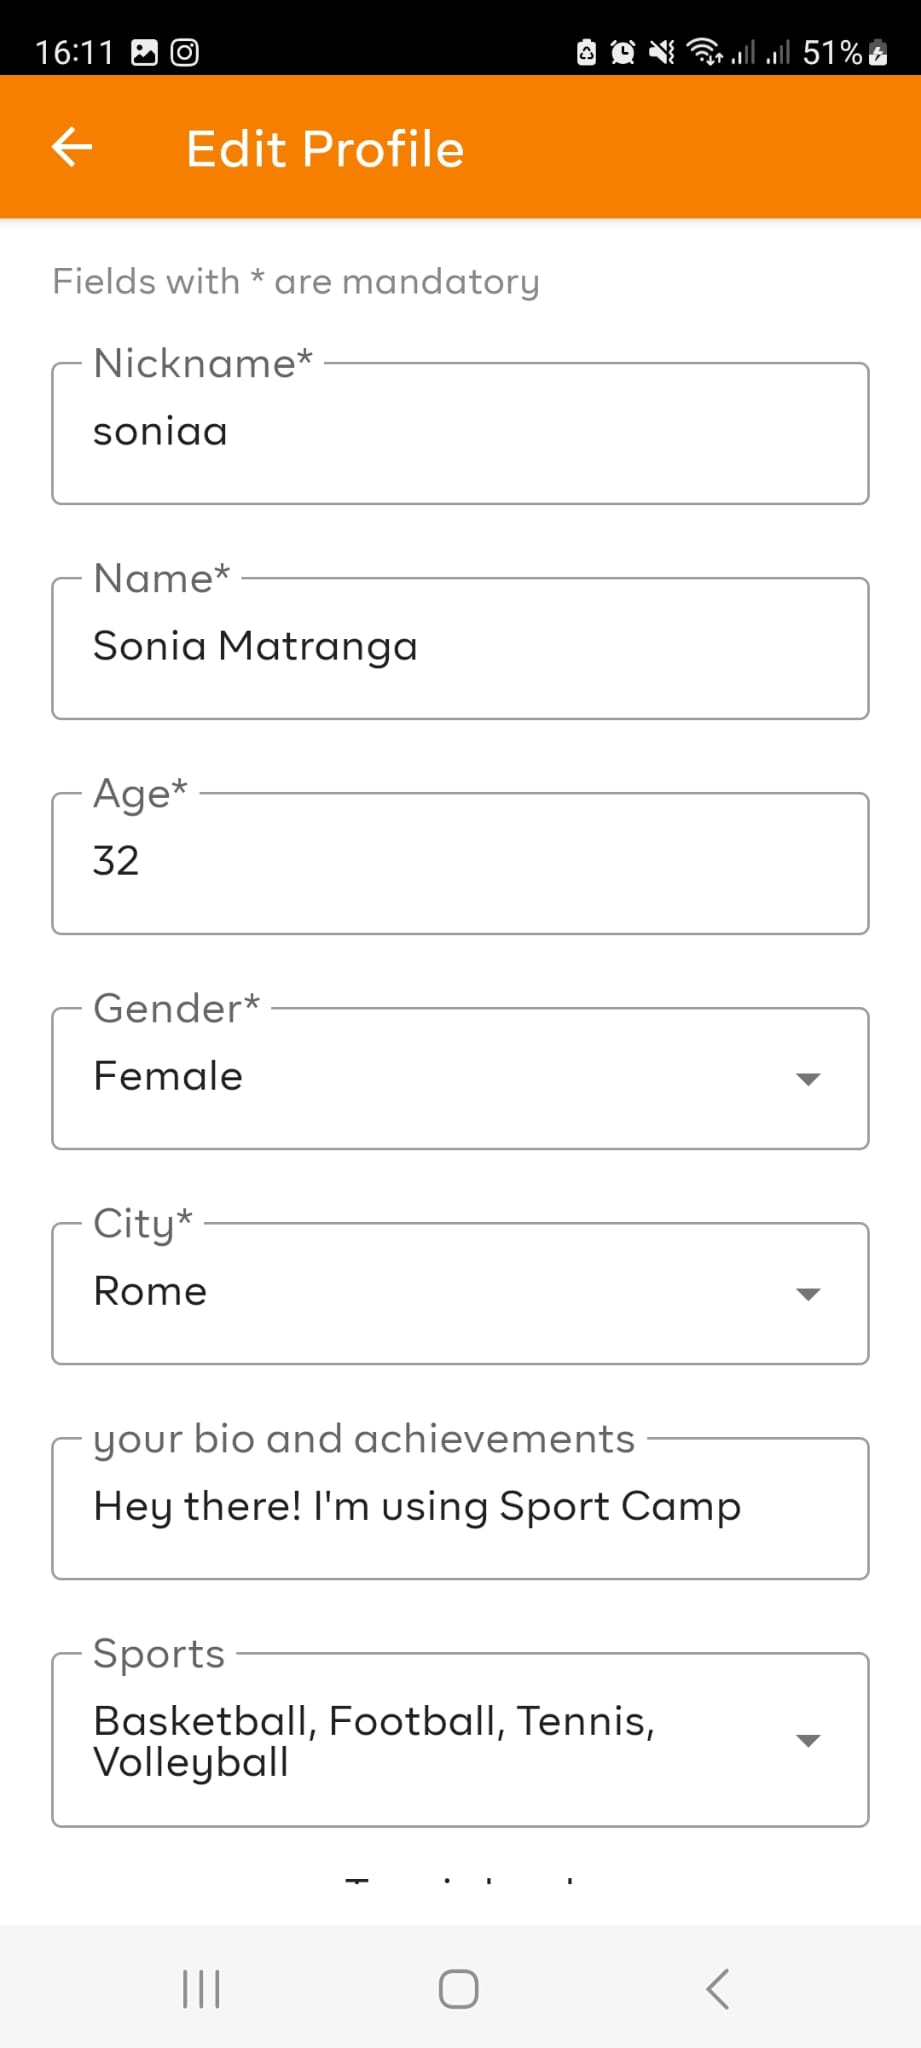 16:11
51%
Edit Profile
Fields with * are mandatory
Nickname*
soniaa
Name*
Sonia Matranga
Age*
32
Gender*
Female
City*
Rome
your bio and achievements
Hey there! I'm using Sport Camp
Sports
Basketball, Football, Tennis,
Volleyball